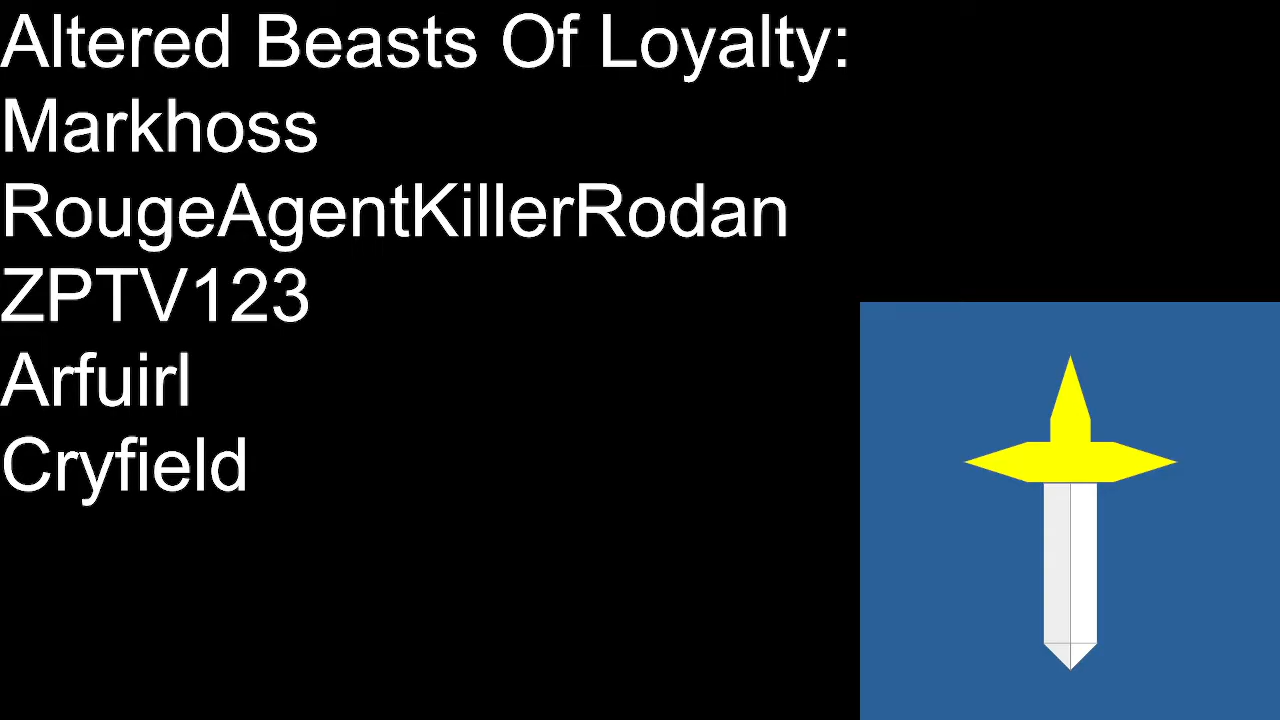 Altered Beasts Of Loyalty:
Markhoss
RougeAgentKillerRodan
ZPTV123
Arfuirl
Cryfield